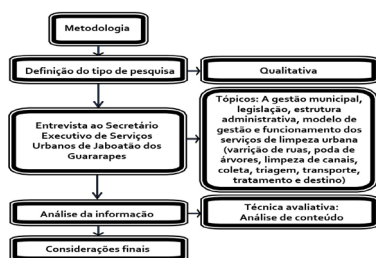 Metodologia
Definição do tipo de pesquisa
Qualitativa
Entrevista ao Secretário
Executivo de Serviços
Urbanos de Jaboatão dos
Guararapes
Tópicos: A gestão municipal,
legislação, estrutura
administrativa, modelo de
gestão e funcionamento dos
serviços de limpeza urbana
(varrição de ruas, poda de
árvores, limpeza de canais,
coleta, triagem, transporte,
tratamento e destino)
Análise da informação
Técnica avaliativa:
Análise de conteúdo
Considerações finais